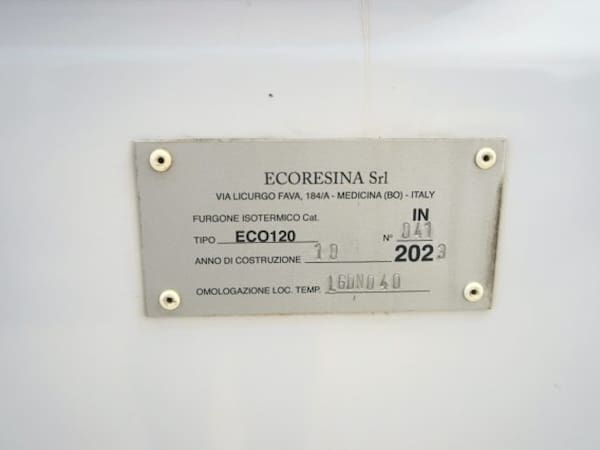 ECORESINA Srl
VIA LICURGO FAVA, 184/A - MEDICINA (BO) - ITALY
FURGONE ISOTERMICO Cat. IN
TIPO ECO120 N° 041
ANNO DI COSTRUZIONE 10 2023
OMOLOGAZIONE LOC. TEMP. 1GDN040